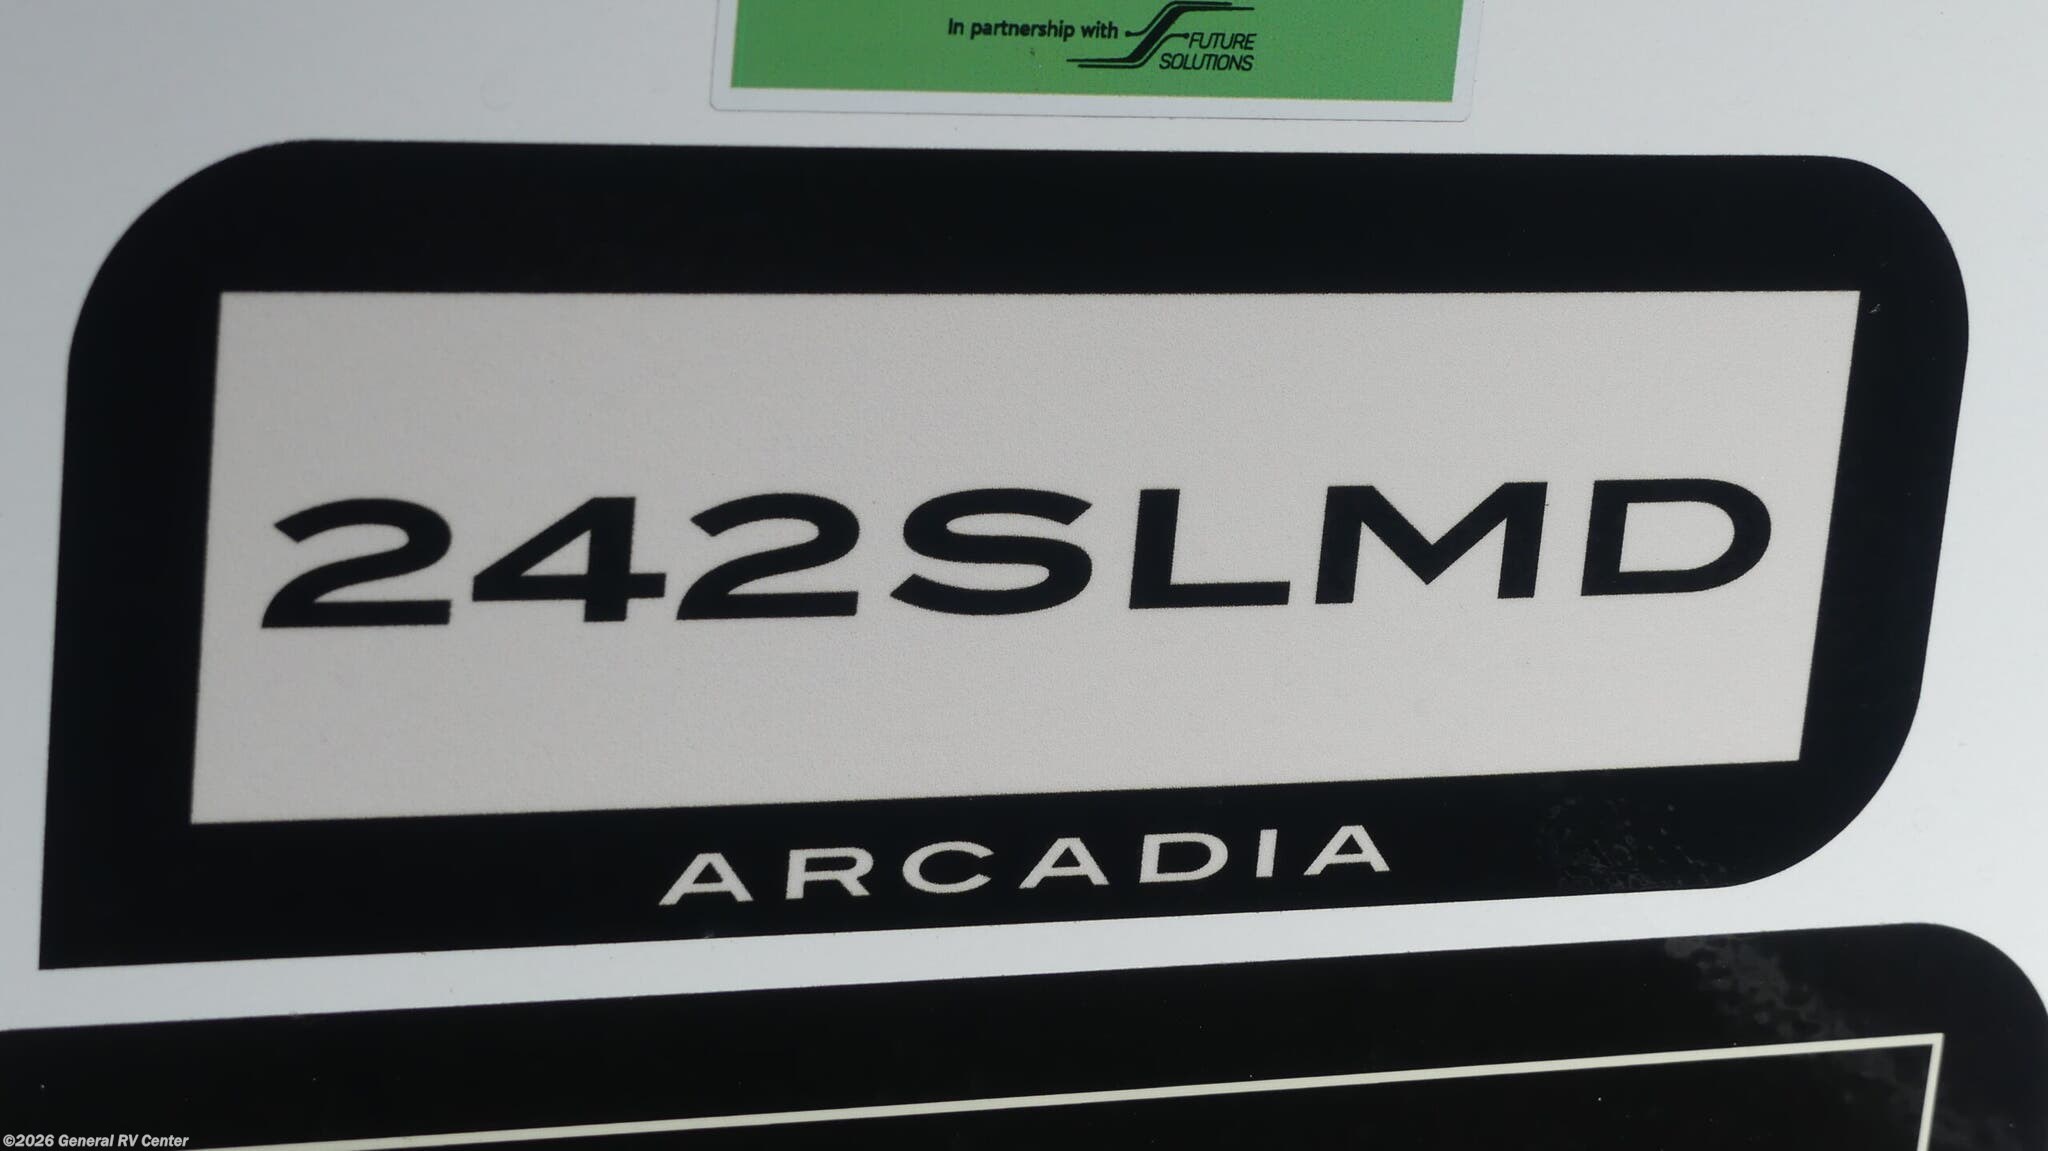 In partnership with
FUTURE
SOLUTIONS
242SLMD
ARCADIA
©2026 General RV Center